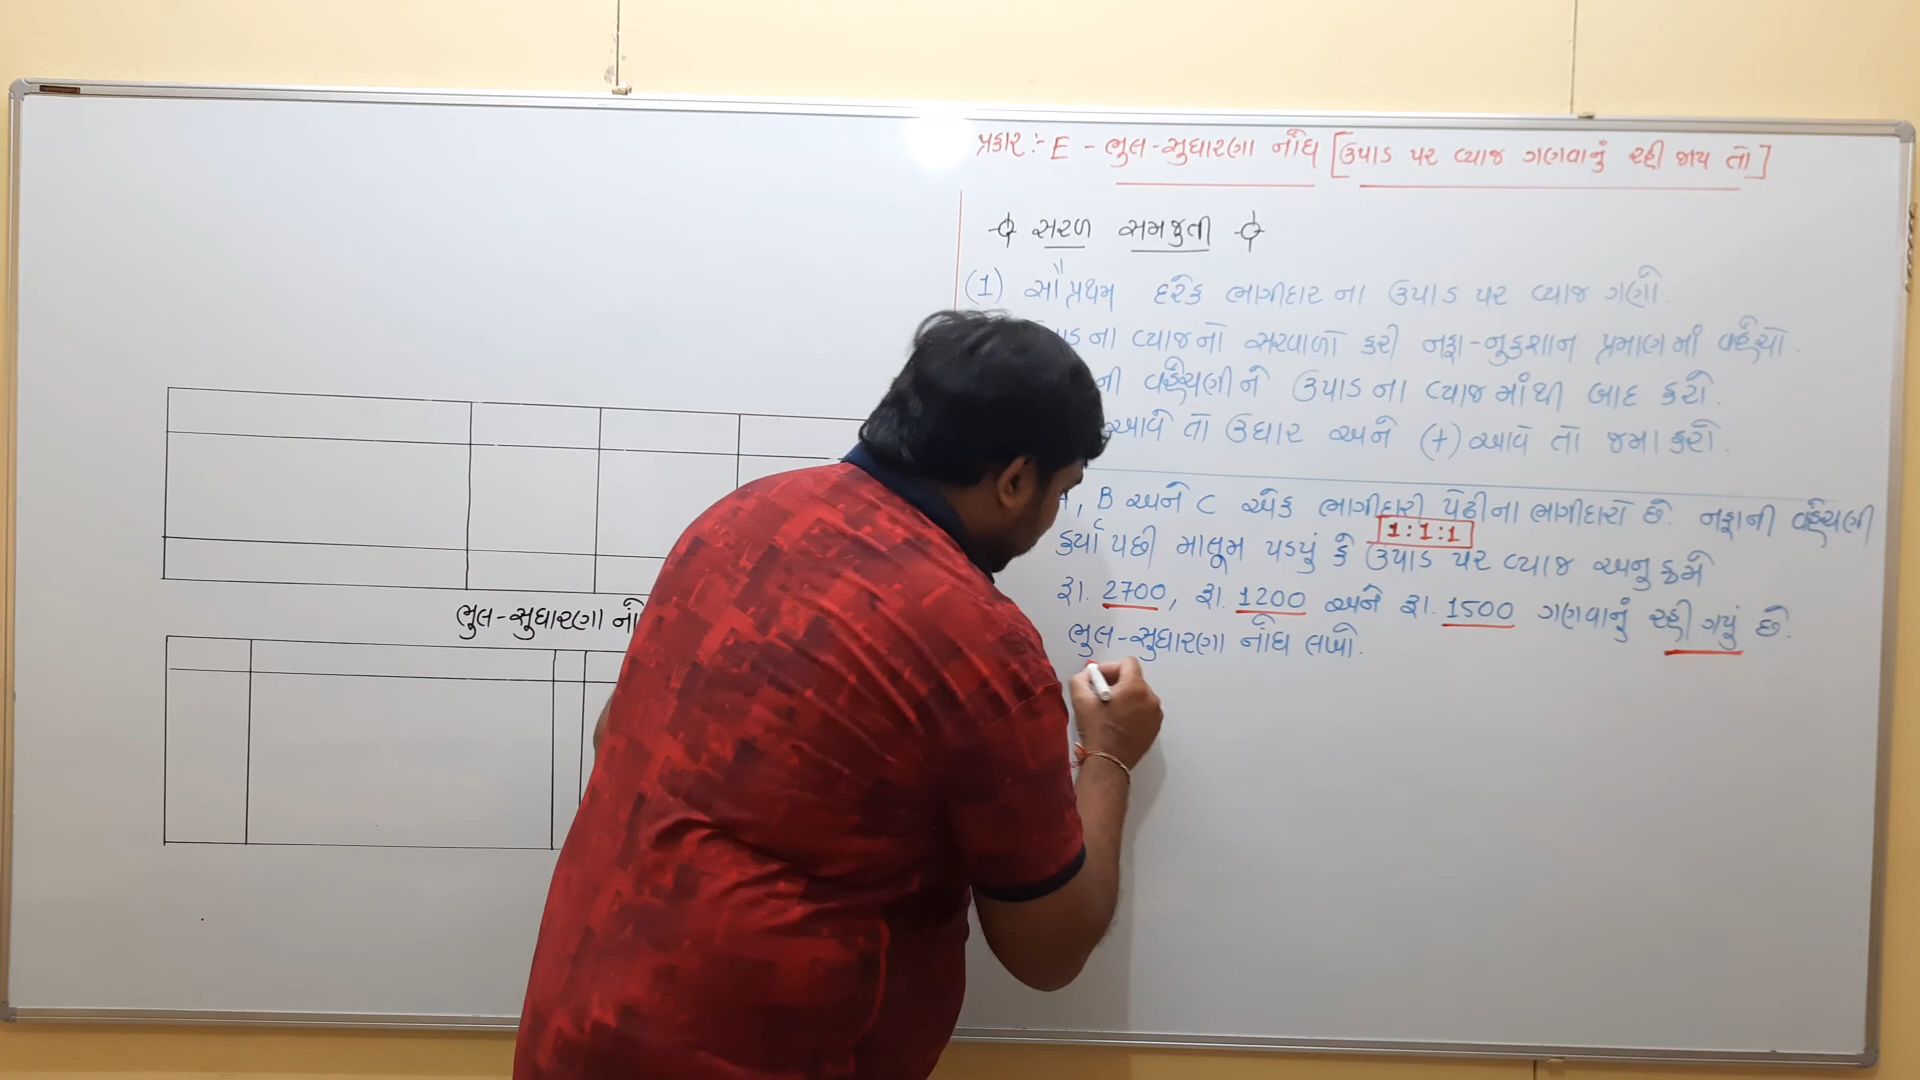 પ્રકાર :- E - ભુલ-સુધારણા નોંધ [ઉપાડ પર વ્યાજ ગણવાનું રહી જાય તો]
સરળ સમજુતી
(1) સૌ પ્રથમ દરેક ભાગીદાર ના ઉપાડ પર વ્યાજ ગણો.
ના વ્યાજનો સરવાળો કરી નફા-નુકશાન પ્રમાણમાં વહેંચો.
ની વહેંચણીને ઉપાડ ના વ્યાજ માંથી બાદ કરો.
આવે તો ઉધાર અને (+) આવે તો જમા કરો.
, B અને C એક ભાગીદારી પેઢીના ભાગીદારો છે. નફાની વહેંચણી
1:1:1
કર્યા પછી માલૂમ પડ્યું કે ઉપાડ પર વ્યાજ અનુક્રમે
રૂા. 2700, રૂા. 1200 અને રૂા. 1500 ગણવાનું રહી ગયું છે.
ભુલ-સુધારણા નોંધ લખો.
ભુલ-સુધારણા